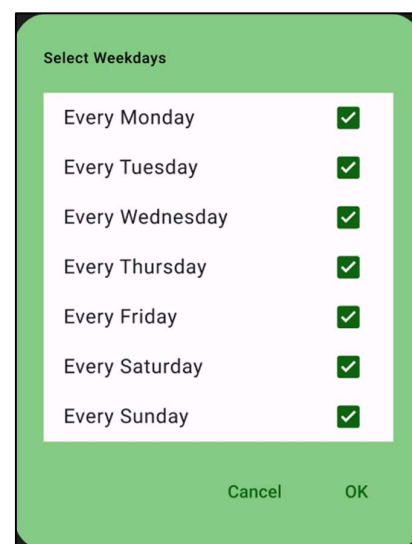 Select Weekdays
Every Monday
Every Tuesday
Every Wednesday
Every Thursday
Every Friday
Every Saturday
Every Sunday
Cancel OK